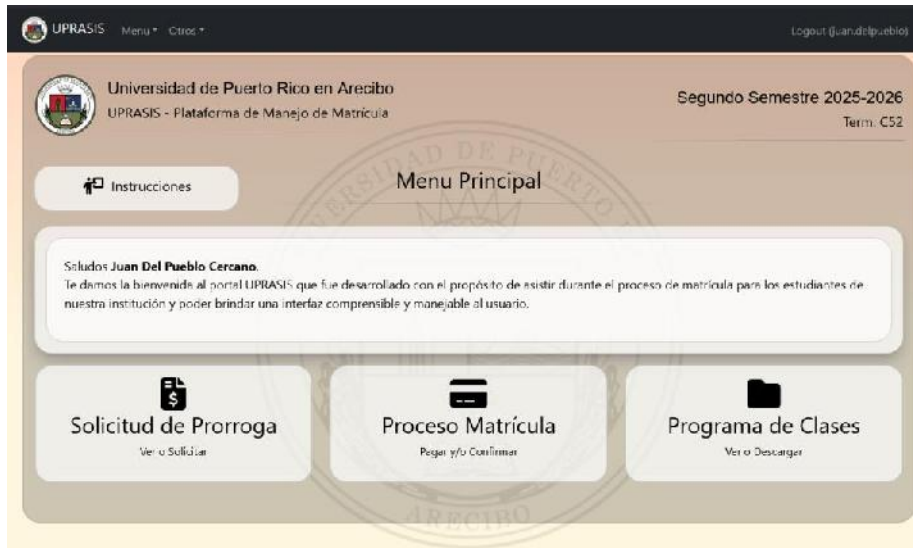 UPRASIS Menu Otros Logout (juan.delpueblo)
Universidad de Puerto Rico en Arecibo
UPRASIS - Plataforma de Manejo de Matrícula
Segundo Semestre 2025-2026
Term. C52
Instrucciones
Menu Principal
Saludos Juan Del Pueblo Cercano.
Te damos la bienvenida al portal UPRASIS que fue desarrollado con el propósito de asistir durante el proceso de matrícula para los estudiantes de
nuestra institución y poder brindar una interfaz comprensible y manejable al usuario.
Solicitud de Prorroga
Ver o Solicitar
Proceso Matrícula
Pagar y/o Confirmar
Programa de Clases
Ver o Descargar
ARECIBO